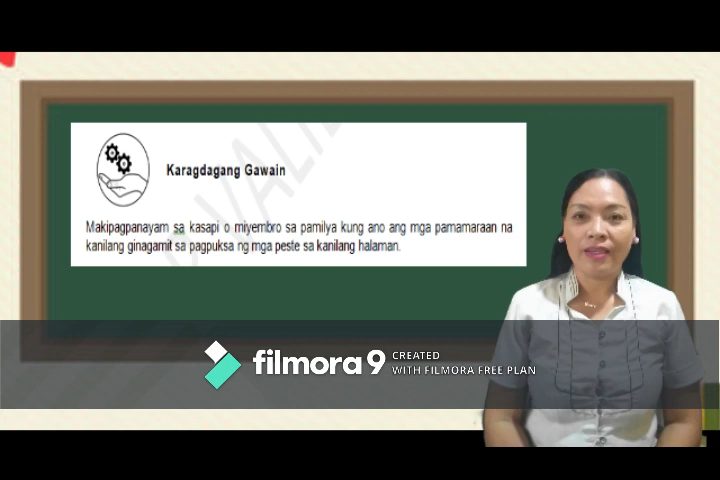 Karagdagang Gawain
Makipagpanayam sa kasapi o miyembro sa pamilya kung ano ang mga pamamaraan na
kanilang ginagamit sa pagpuksa ng mga peste sa kanilang halaman.
filmora 9 CREATED
WITH FILMORA FREE PLAN